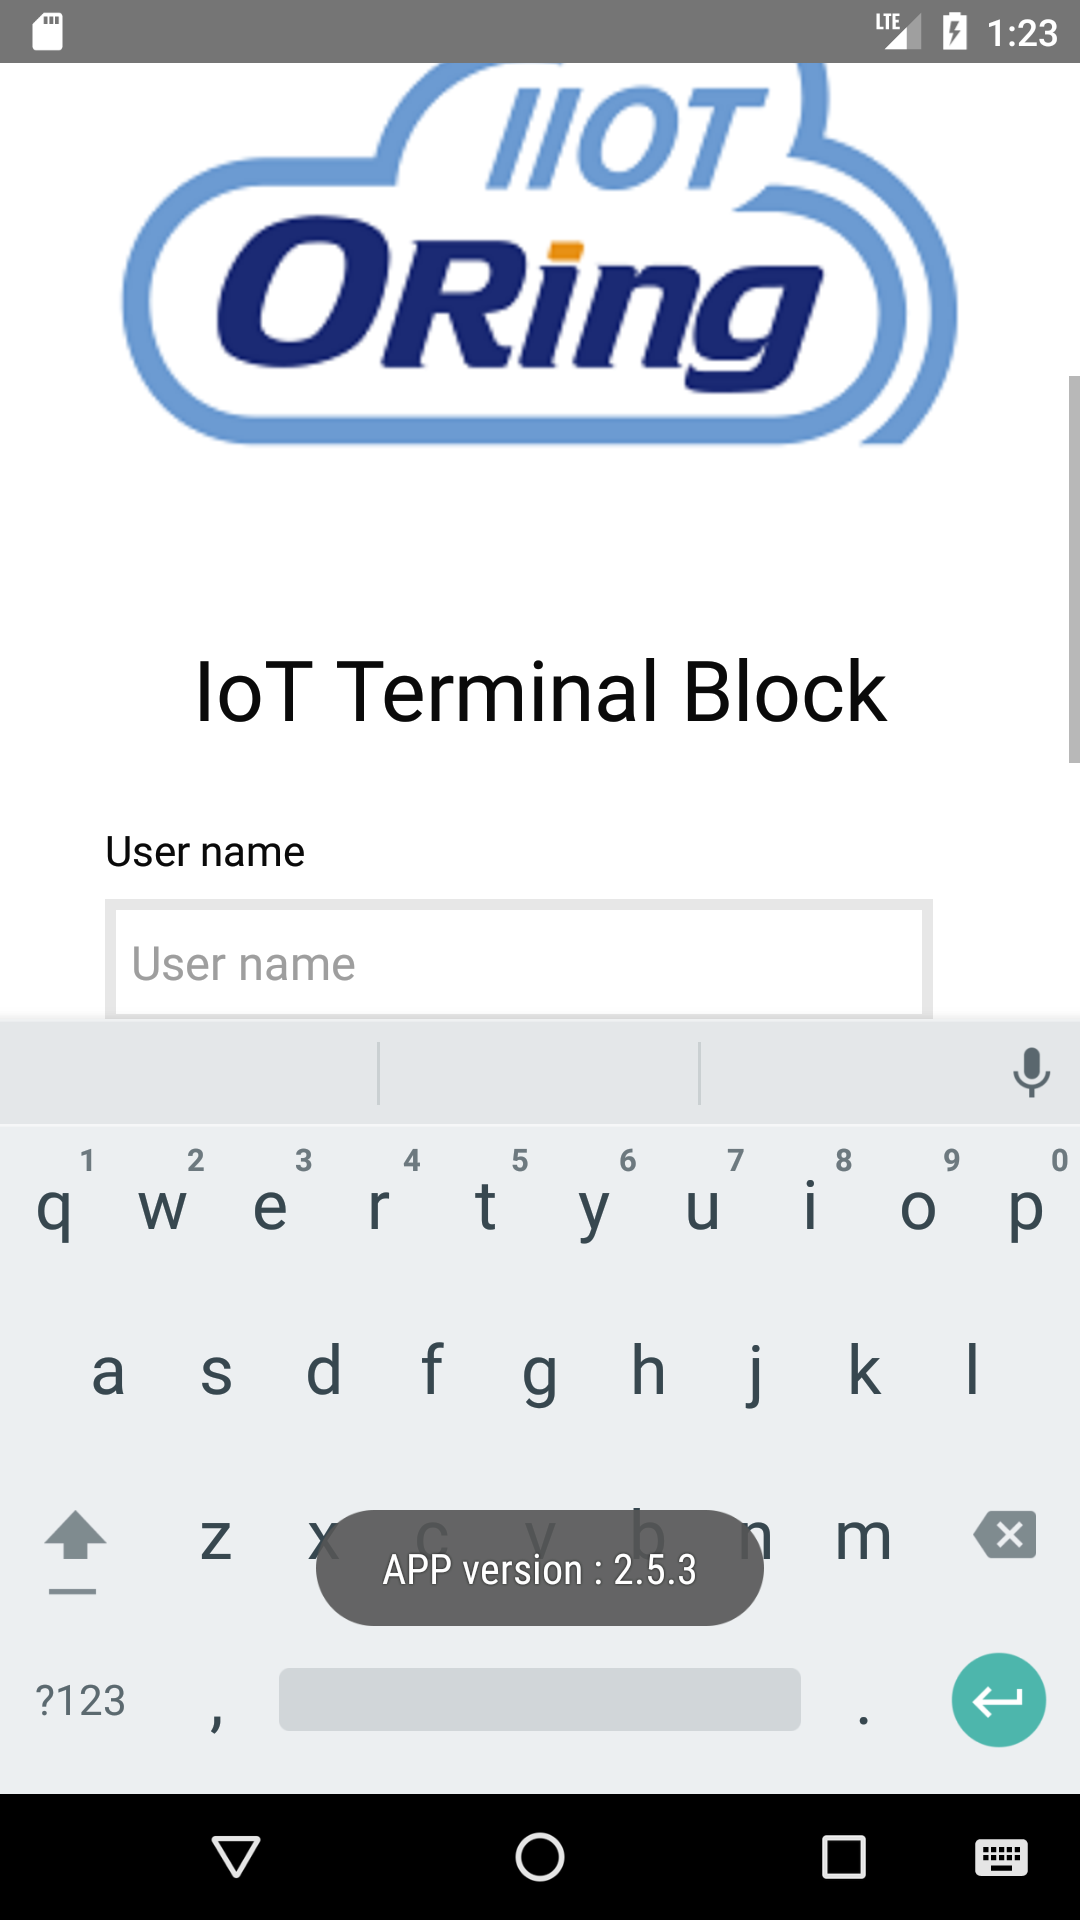 LTE 1:23
IIOT
ORing
IoT Terminal Block
User name
User name
1 2 3 4 5 6 7 8 9 0
q w e r t y u i o p
a s d f g h j k l
z x c v b n m
APP version : 2.5.3
?123 , .